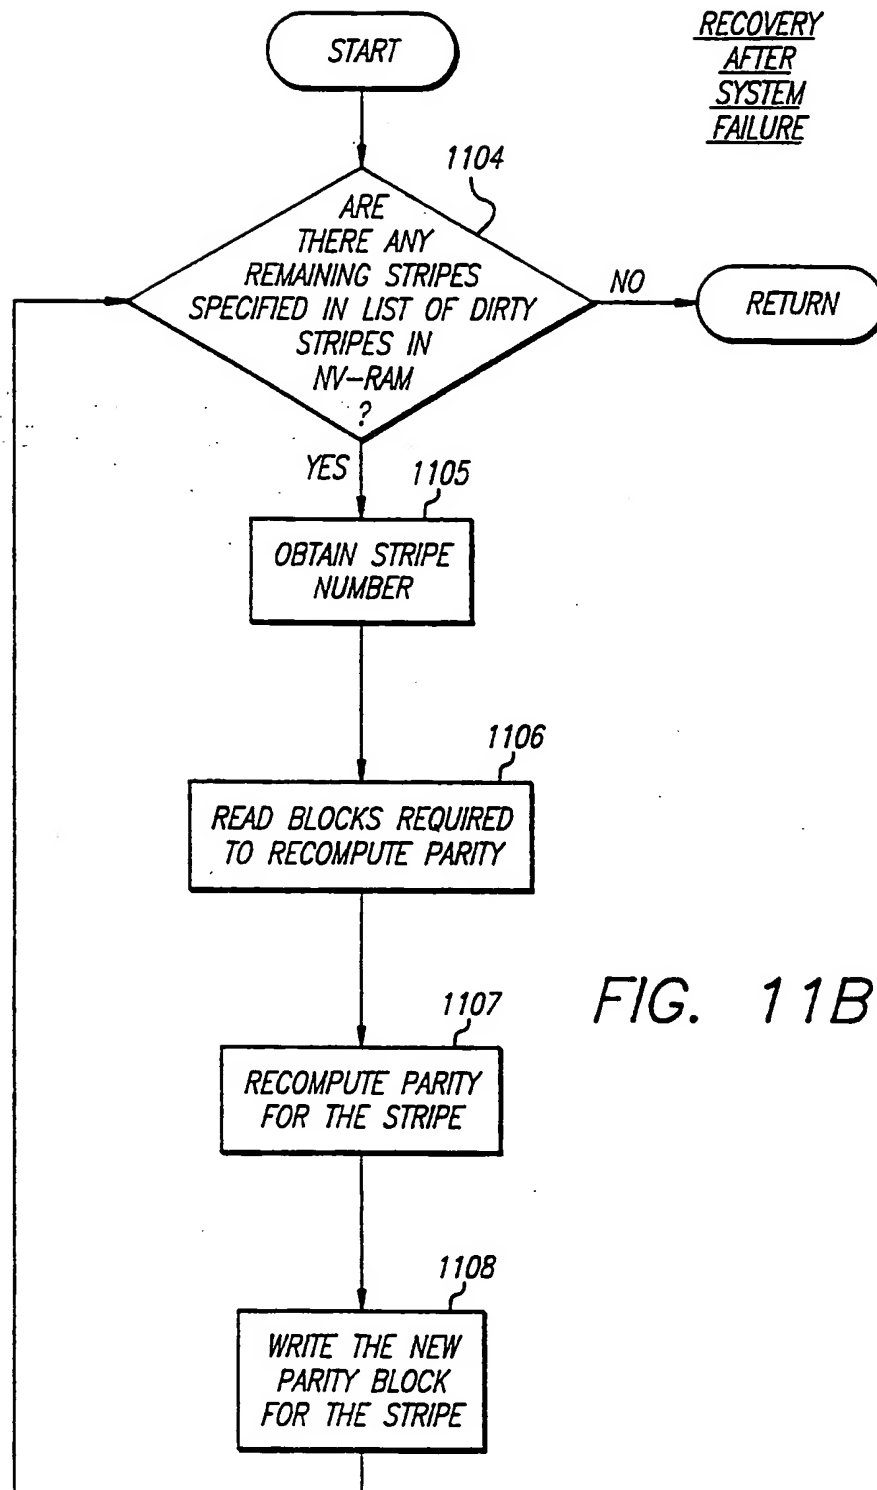 RECOVERY
AFTER
SYSTEM
FAILURE
START
1104
ARE
THERE ANY
REMAINING STRIPES
SPECIFIED IN LIST OF DIRTY
STRIPES IN
NV-RAM
?
NO
RETURN
YES
1105
OBTAIN STRIPE
NUMBER
1106
READ BLOCKS REQUIRED
TO RECOMPUTE PARITY
1107
RECOMPUTE PARITY
FOR THE STRIPE
FIG. 11B
1108
WRITE THE NEW
PARITY BLOCK
FOR THE STRIPE